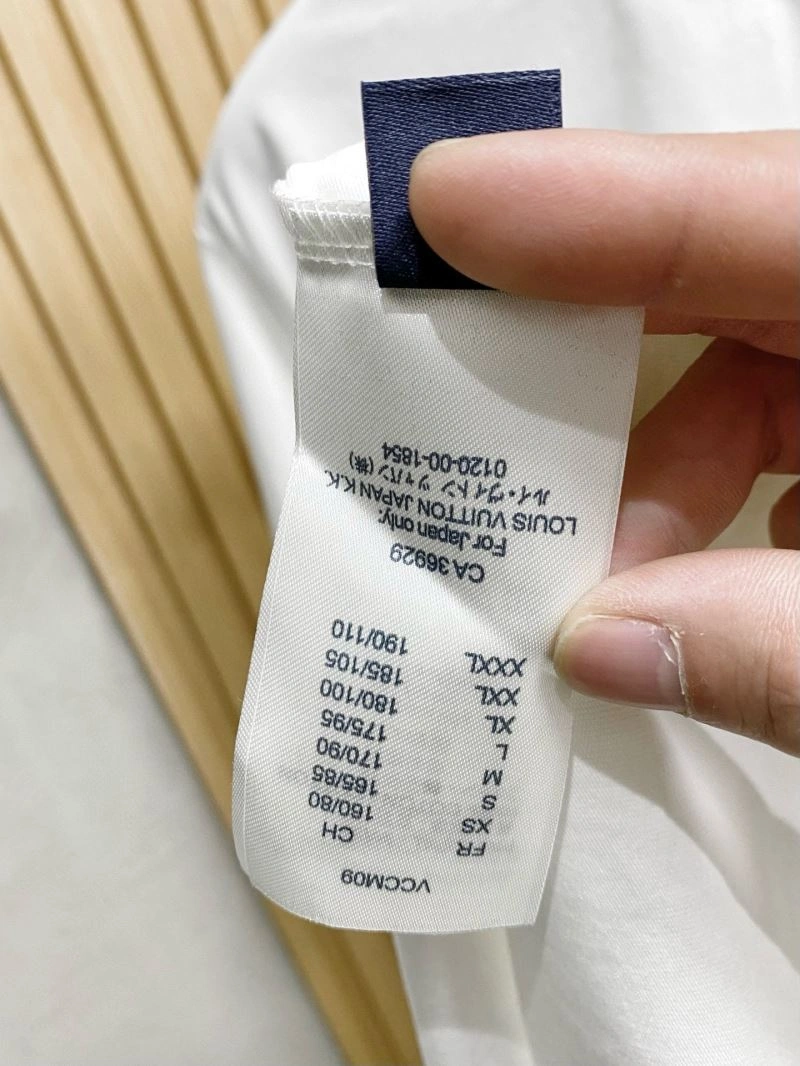 VCCM09
FR CH
XS 160/80
S 165/85
M 170/90
L 175/95
XL 180/100
XXL 185/105
XXXL 190/110
CA 36929
For Japan only:
LOUIS VUITTON JAPAN K.K.
ルイ・ヴィトン ジャパン (株)
0120-00-1854